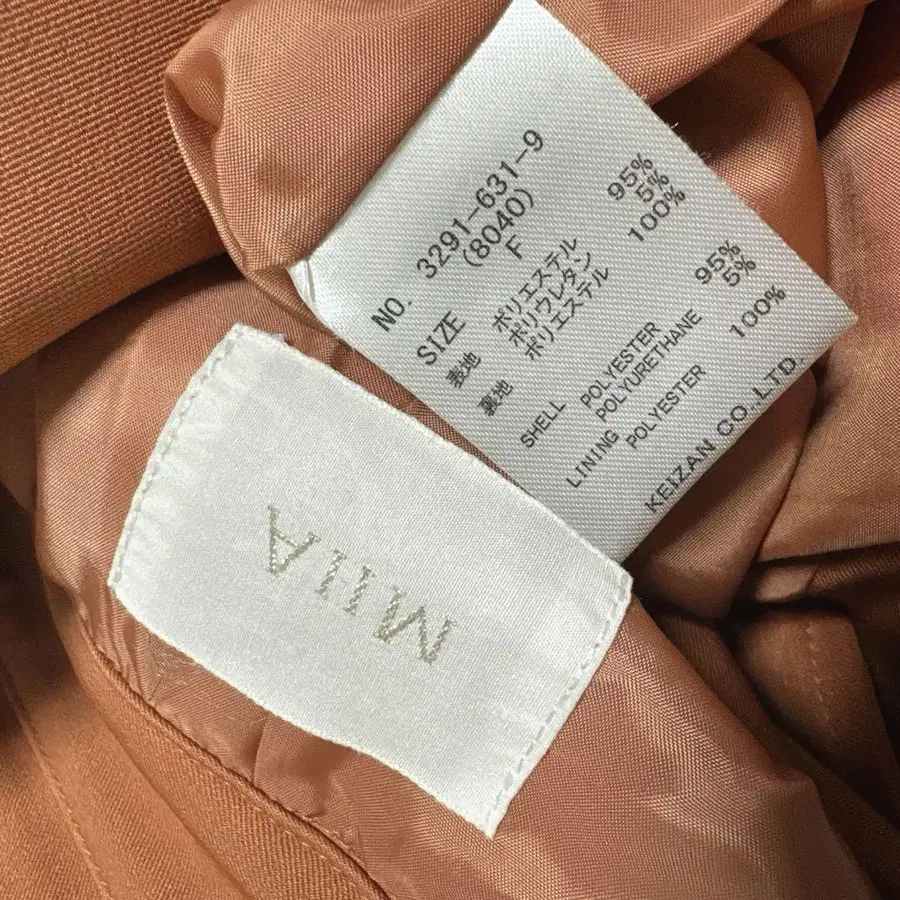 NO. 3291-631-9
(8040)
SIZE F
表地 ポリエステル 95%
ポリウレタン 5%
裏地 ポリエステル 100%
SHELL POLYESTER 95%
POLYURETHANE 5%
LINING POLYESTER 100%
KEIZAN CO.,LTD.
MIIA